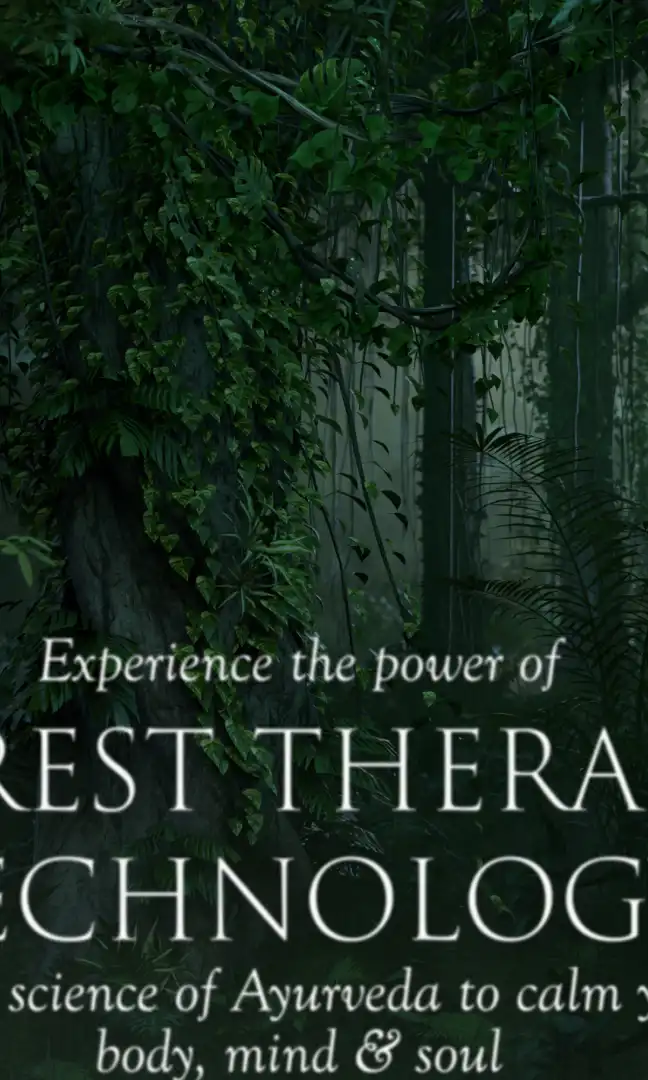 Experience the power of
REST THERA
ECHNOLOG
science of Ayurveda to calm y
body, mind & soul